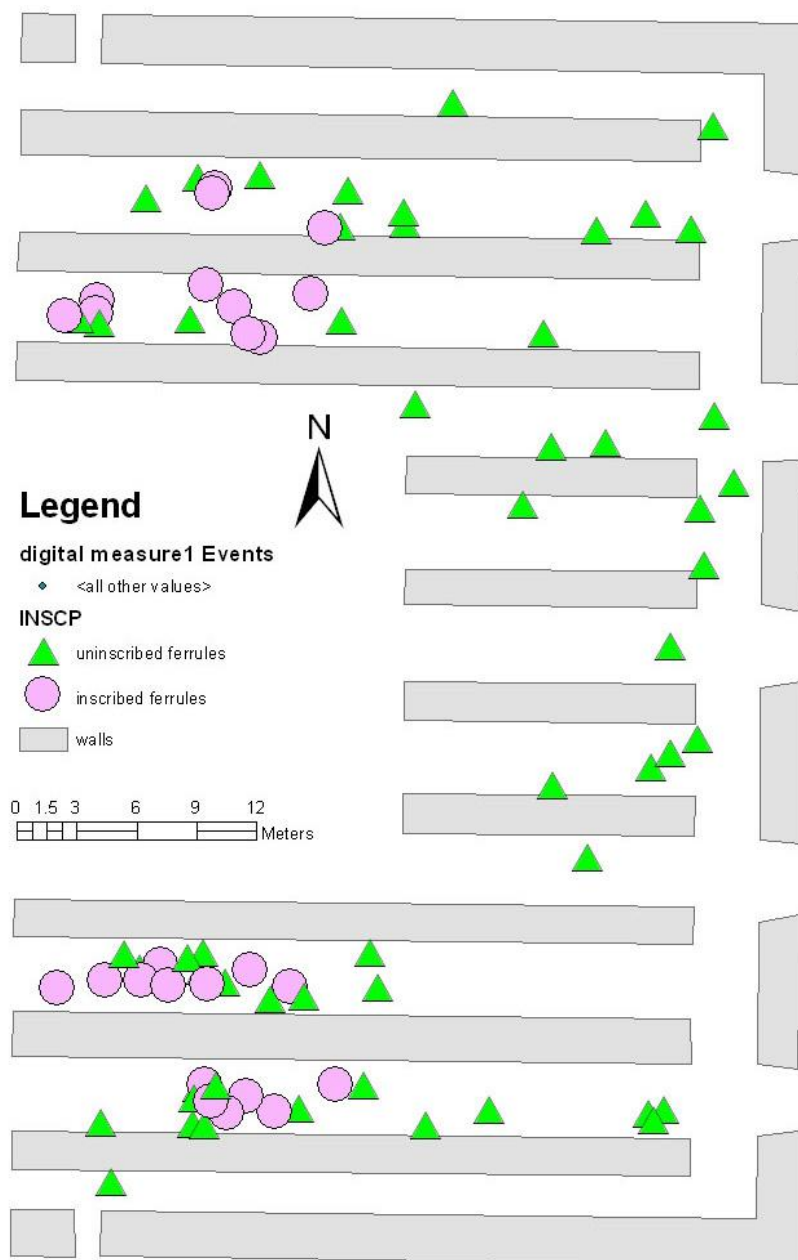 N
Legend
digital measure1 Events
<all other values>
INSCP
uninscribed ferrules
inscribed ferrules
walls
0 1.5 3 6 9 12
Meters